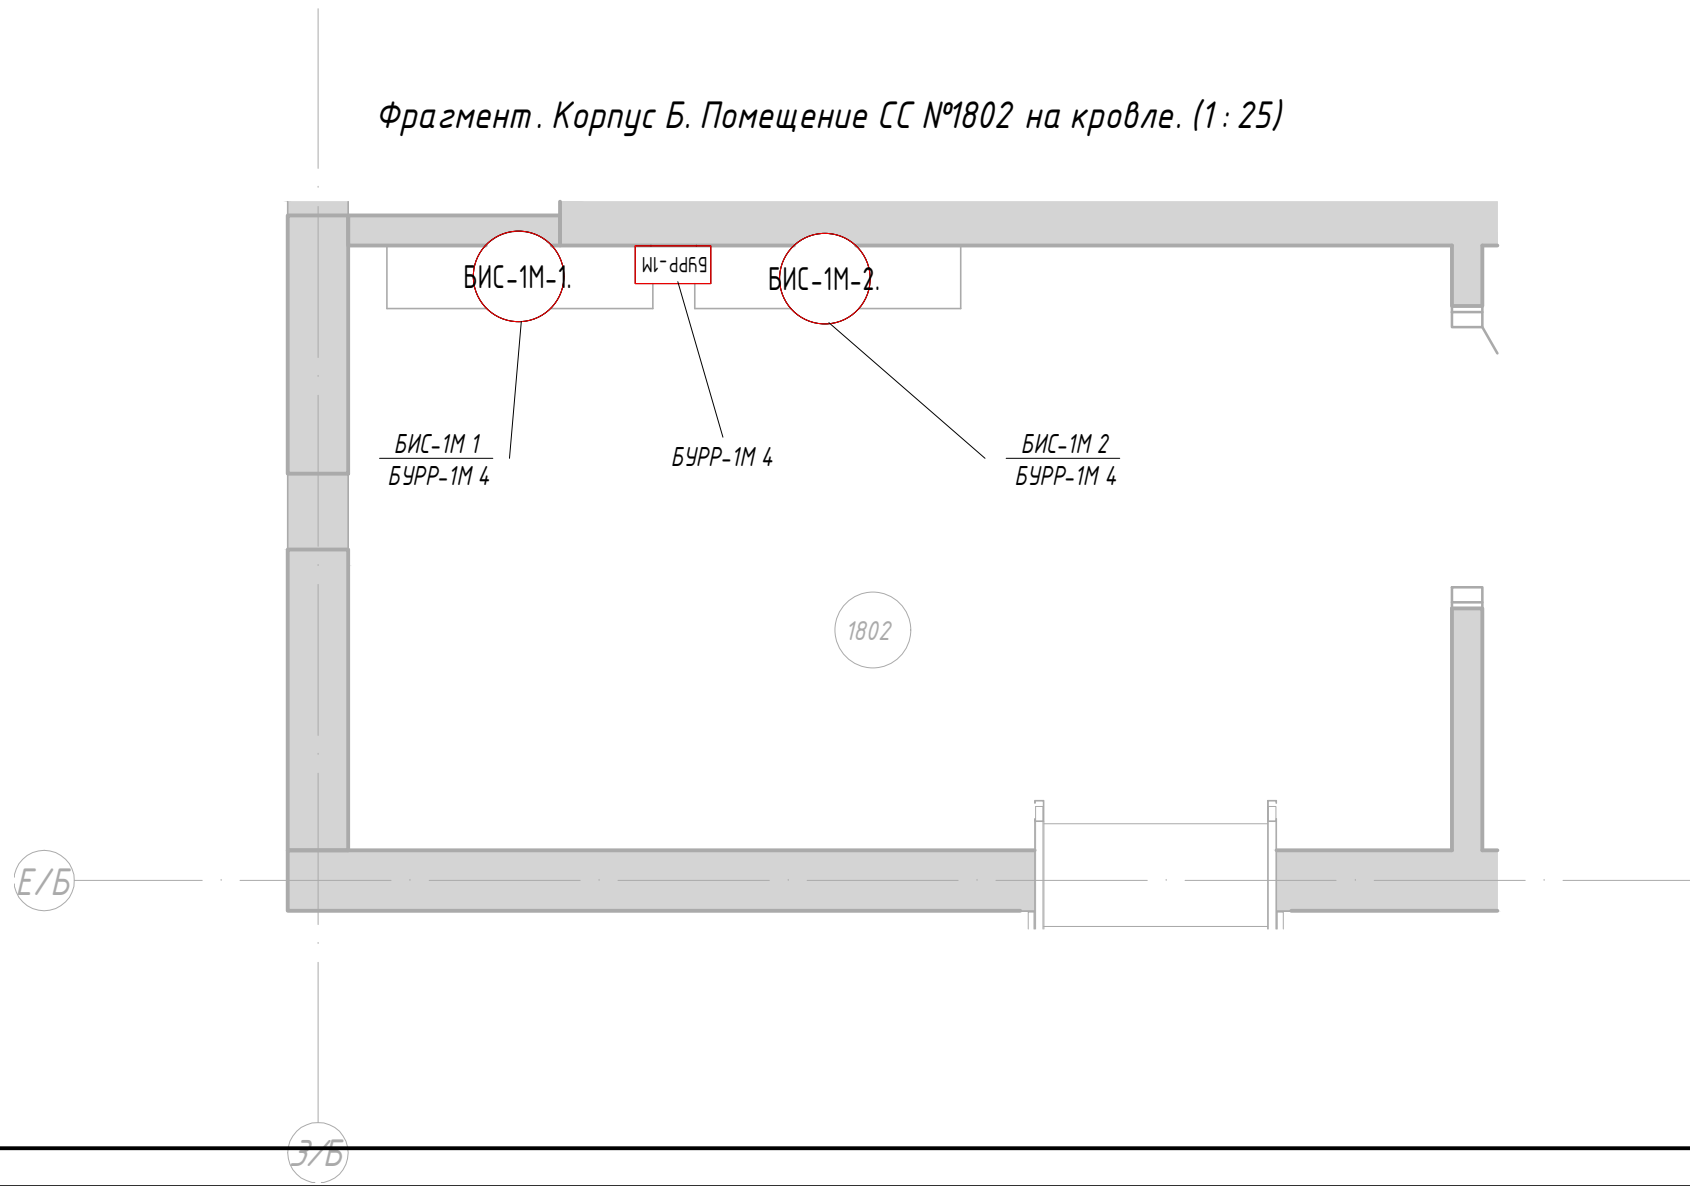 Фрагмент. Корпус Б. Помещение СС №1802 на кровле. (1 : 25)
БИС-1М-1.
БУРР-1М
БИС-1М-2.
БИС-1М 1
БУРР-1М 4
БУРР-1М 4
БИС-1М 2
БУРР-1М 4
1802
Е/Б
3/Б